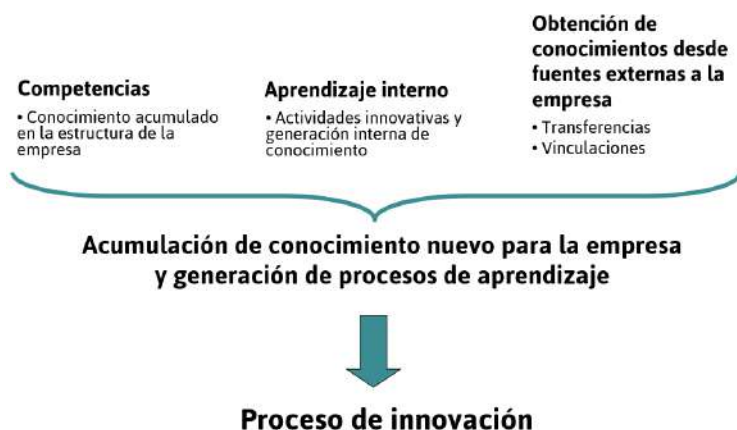 Competencias
• Conocimiento acumulado
en la estructura de la
empresa
Aprendizaje interno
• Actividades innovativas y
generación interna de
conocimiento
Obtención de
conocimientos desde
fuentes externas a la
empresa
• Transferencias
• Vinculaciones
Acumulación de conocimiento nuevo para la empresa
y generación de procesos de aprendizaje
Proceso de innovación